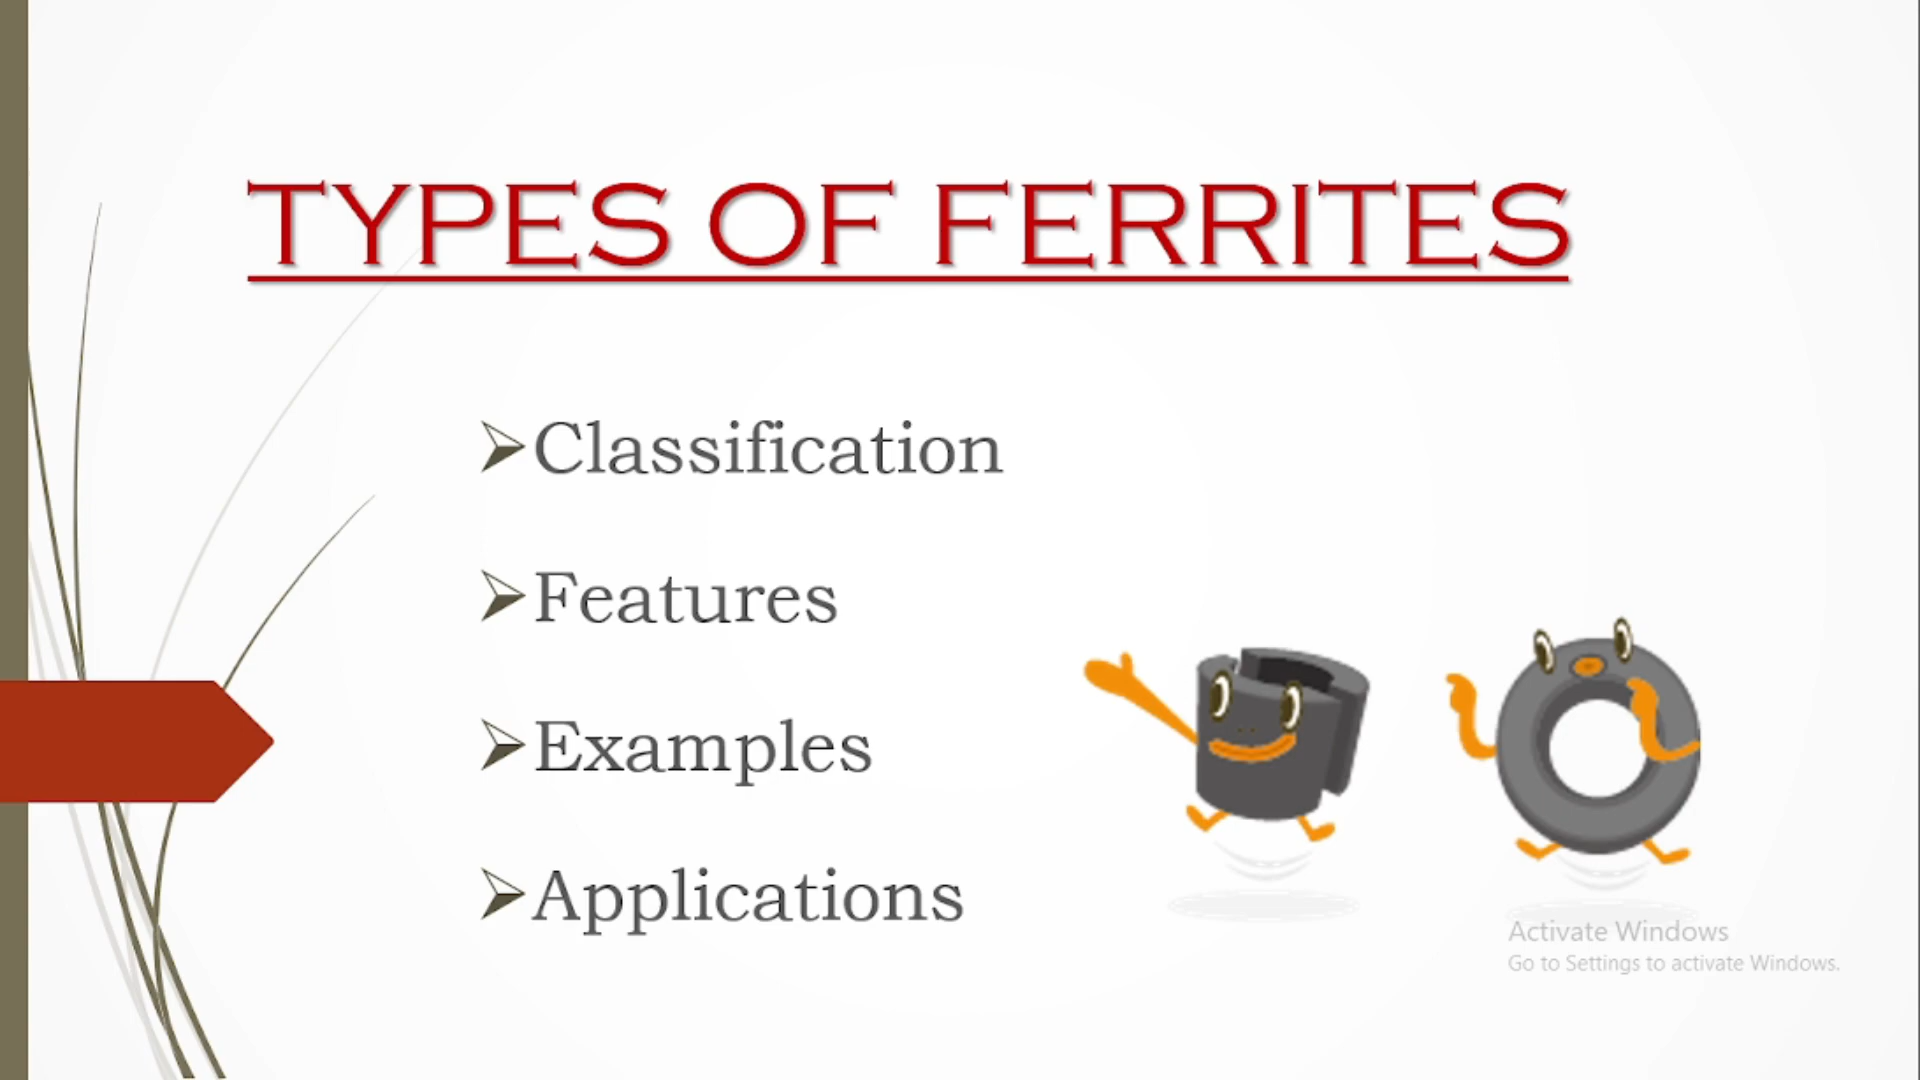 TYPES OF FERRITES
Classification
Features
Examples
Applications
Activate Windows
Go to Settings to activate Windows.